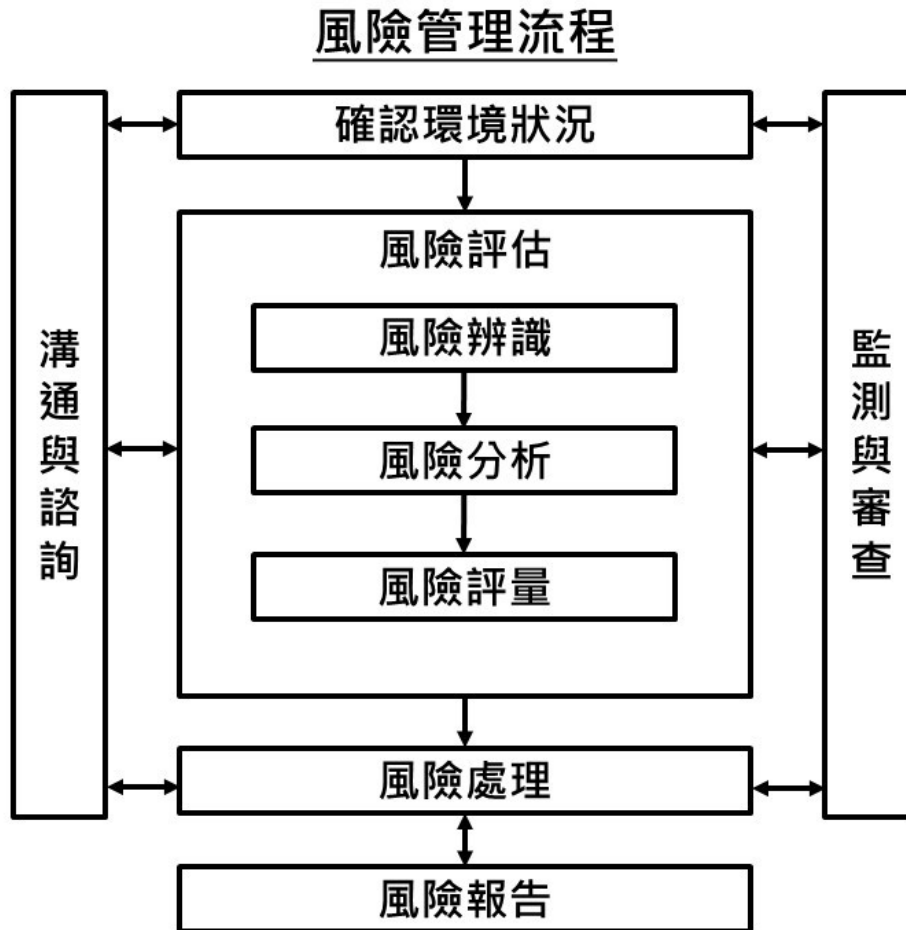 風險管理流程
確認環境狀況
風險評估
風險辨識
風險分析
風險評量
風險處理
風險報告
溝通與諮詢
監測與審查